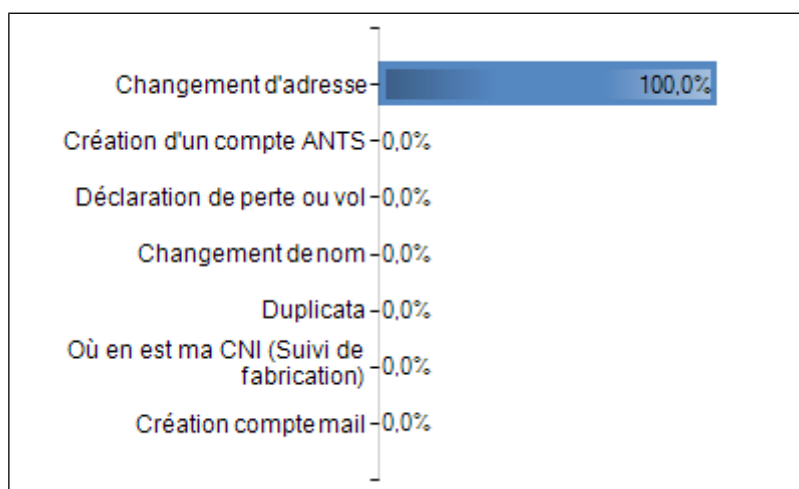 Changement d'adresse 100,0%
Création d'un compte ANTS 0,0%
Déclaration de perte ou vol 0,0%
Changement de nom 0,0%
Duplicata 0,0%
Où en est ma CNI (Suivi de
fabrication) 0,0%
Création compte mail 0,0%